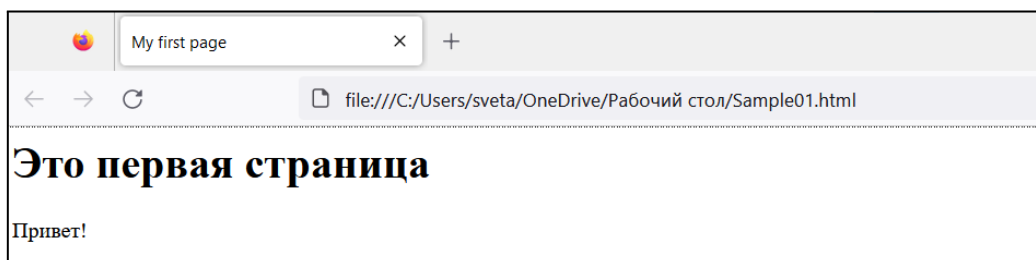 My first page
file:///C:/Users/sveta/OneDrive/Рабочий стол/Sample01.html
Это первая страница
Привет!